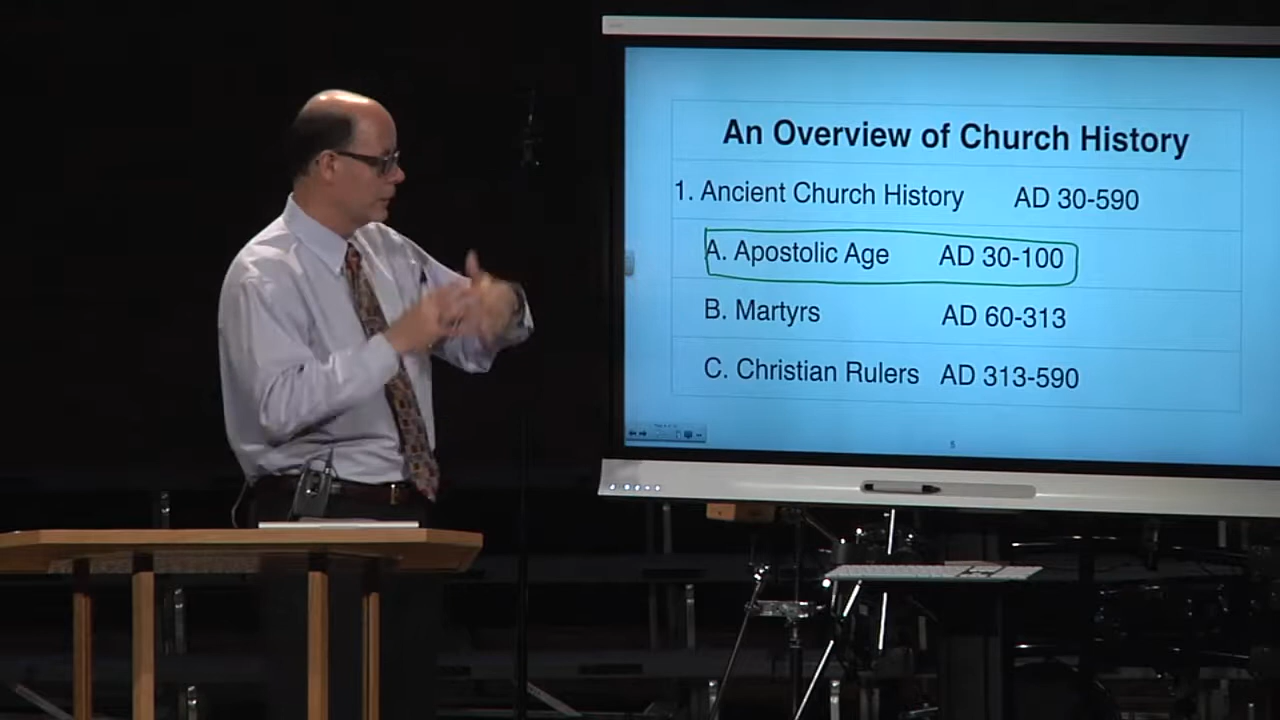 An Overview of Church History
1. Ancient Church History AD 30-590
A. Apostolic Age AD 30-100
B. Martyrs AD 60-313
C. Christian Rulers AD 313-590
5